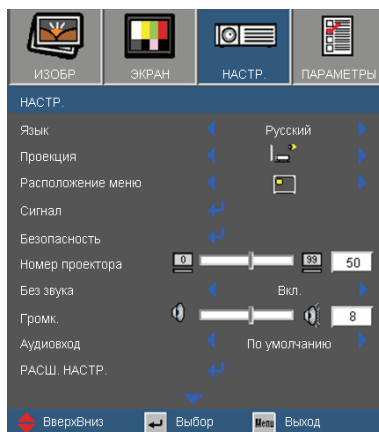 ИЗОБР ЭКРАН НАСТР. ПАРАМЕТРЫ
НАСТР.
Язык Русский
Проекция
Расположение меню
Сигнал
Безопасность
Номер проектора 0 99 50
Без звука Вкл.
Громк. 8
Аудиовход По умолчанию
РАСШ. НАСТР.
ВверхВниз Выбор Menu Выход